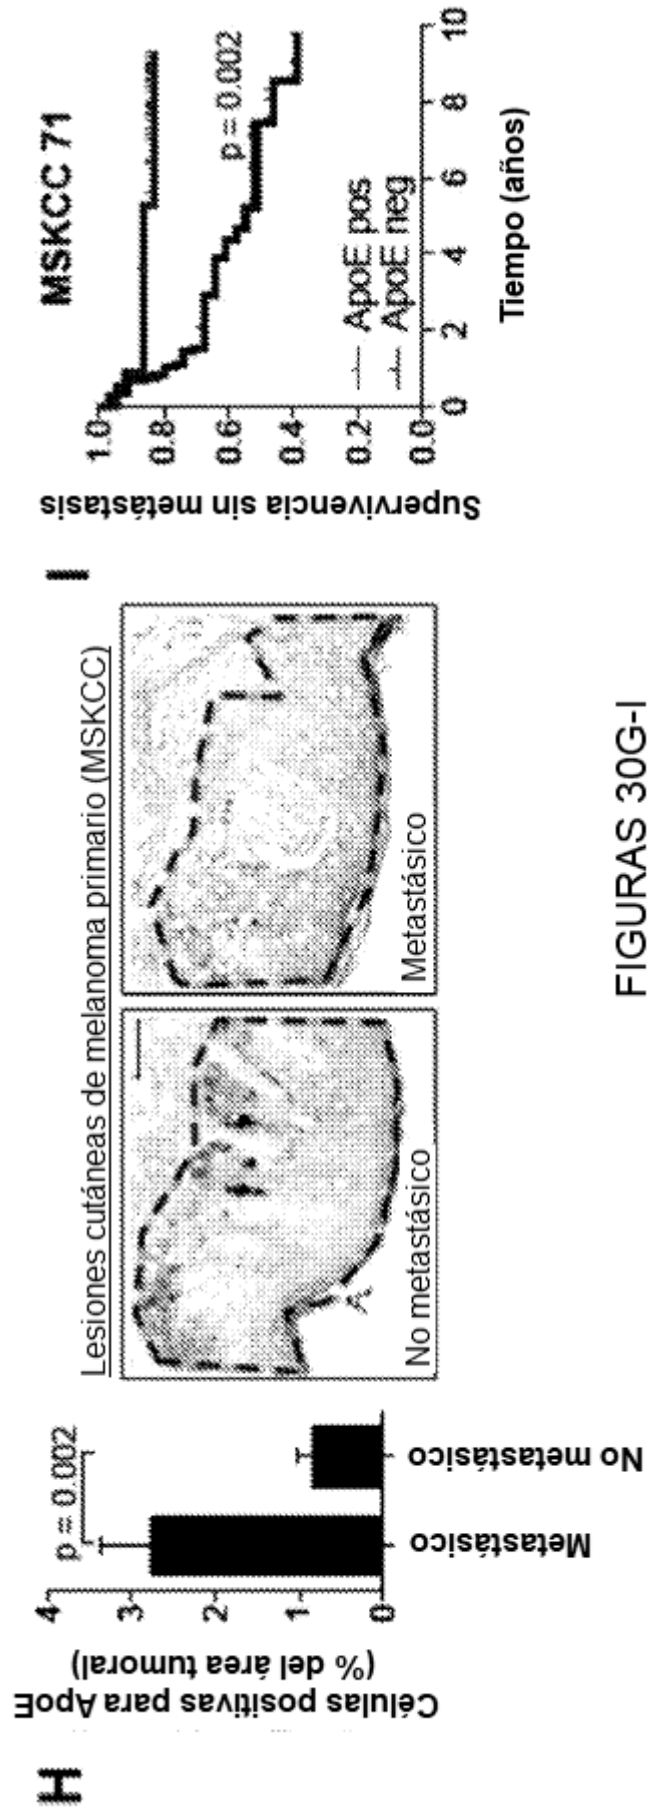 H
Células positivas para ApoE
(% del área tumoral)
4
3
2
1
0
p = 0.002
Metastásico
No metastásico
Lesiones cutáneas de melanoma primario (MSKCC)
No metastásico
Metastásico
I
MSKCC 71
Supervivencia sin metástasis
1.0
0.8
0.6
0.4
0.2
0.0
p = 0.002
ApoE pos
ApoE neg
0 2 4 6 8 10
Tiempo (años)
FIGURAS 30G-I